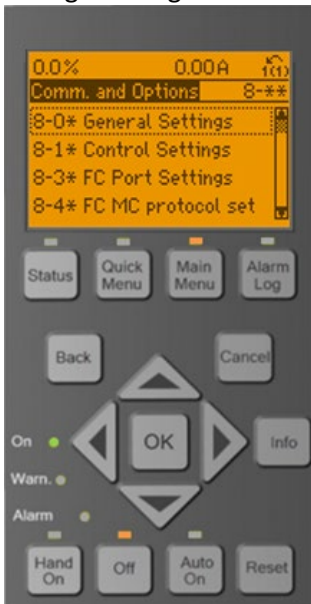 0.0% 0.00A 1(1)
Comm. and Options 8-**
8-0* General Settings
8-1* Control Settings
8-3* FC Port Settings
8-4* FC MC protocol set
Status Quick Menu Main Menu Alarm Log
Back Cancel
OK Info
On
Warn.
Alarm
Hand On Off Auto On Reset